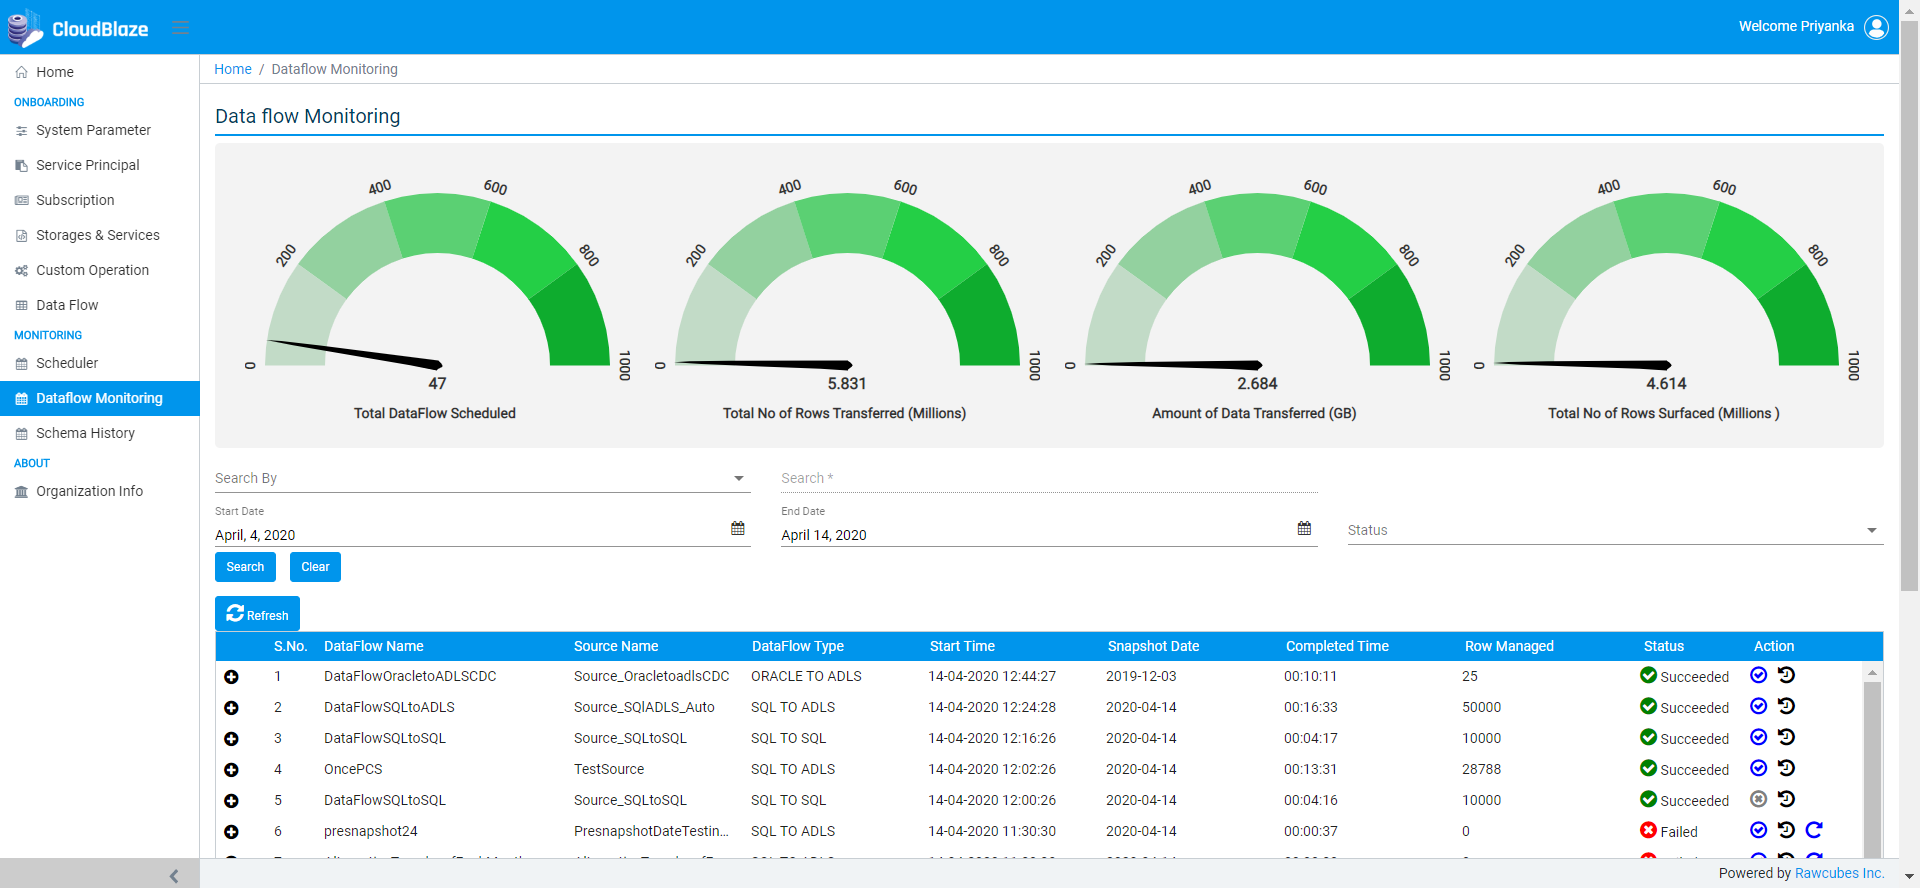 CloudBlaze
Welcome Priyanka
Home
ONBOARDING
System Parameter
Service Principal
Subscription
Storages & Services
Custom Operation
Data Flow
MONITORING
Scheduler
Dataflow Monitoring
Schema History
ABOUT
Organization Info
Home / Dataflow Monitoring
Data flow Monitoring
0 200 400 600 800 1000
47
Total DataFlow Scheduled
0 200 400 600 800 1000
5.831
Total No of Rows Transferred (Millions)
0 200 400 600 800 1000
2.684
Amount of Data Transferred (GB)
0 200 400 600 800 1000
4.614
Total No of Rows Surfaced (Millions )
Search By
Search *
Start Date
April, 4, 2020
End Date
April 14, 2020
Status
Search Clear
Refresh
S.No. DataFlow Name Source Name DataFlow Type Start Time Snapshot Date Completed Time Row Managed Status Action
1 DataFlowOracletoADLSCDC Source_OracletoadlsCDC ORACLE TO ADLS 14-04-2020 12:44:27 2019-12-03 00:10:11 25 Succeeded
2 DataFlowSQLtoADLS Source_SQlADLS_Auto SQL TO ADLS 14-04-2020 12:24:28 2020-04-14 00:16:33 50000 Succeeded
3 DataFlowSQLtoSQL Source_SQLtoSQL SQL TO SQL 14-04-2020 12:16:26 2020-04-14 00:04:17 10000 Succeeded
4 OncePCS TestSource SQL TO ADLS 14-04-2020 12:02:26 2020-04-14 00:13:31 28788 Succeeded
5 DataFlowSQLtoSQL Source_SQLtoSQL SQL TO SQL 14-04-2020 12:00:26 2020-04-14 00:04:16 10000 Succeeded
6 presnapshot24 PresnapshotDateTestin... SQL TO ADLS 14-04-2020 11:30:30 2020-04-14 00:00:37 0 Failed
Powered by Rawcubes Inc.